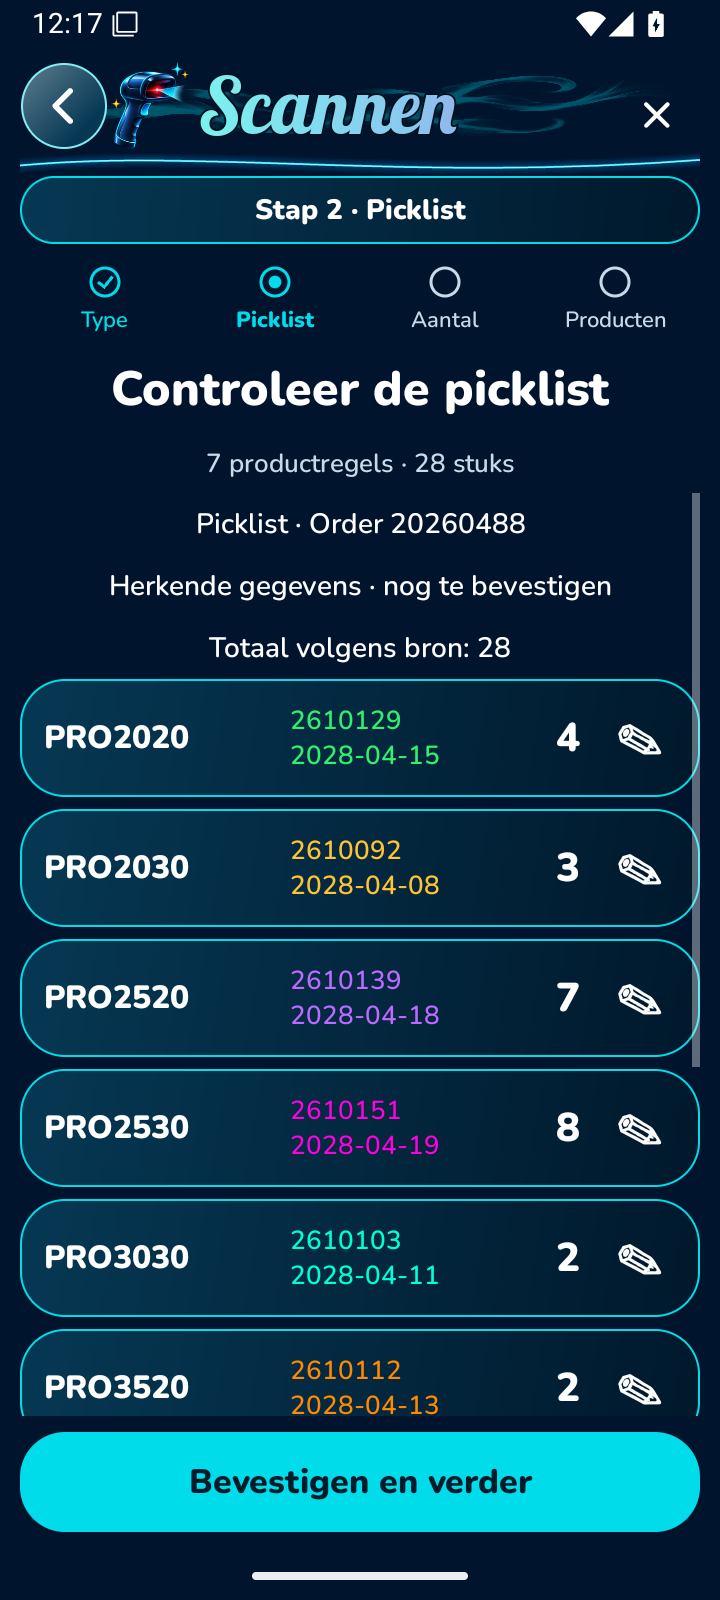 12:17
Scannen
Stap 2 · Picklist
Type
Picklist
Aantal
Producten
Controleer de picklist
7 productregels · 28 stuks
Picklist · Order 20260488
Herkende gegevens · nog te bevestigen
Totaal volgens bron: 28
PRO2020 2610129 4
2028-04-15
PRO2030 2610092 3
2028-04-08
PRO2520 2610139 7
2028-04-18
PRO2530 2610151 8
2028-04-19
PRO3030 2610103 2
2028-04-11
PRO3520 2610112 2
2028-04-13
Bevestigen en verder